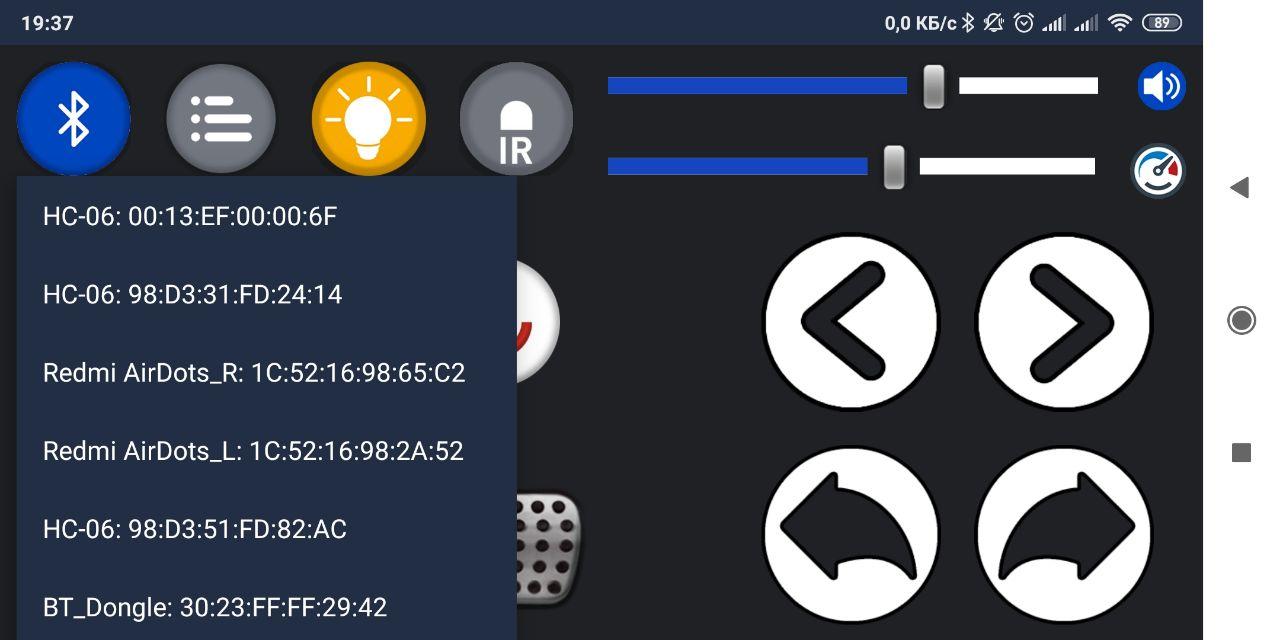 19:37
0,0 КБ/с
89
IR
HC-06: 00:13:EF:00:00:6F
HC-06: 98:D3:31:FD:24:14
Redmi AirDots_R: 1C:52:16:98:65:C2
Redmi AirDots_L: 1C:52:16:98:2A:52
HC-06: 98:D3:51:FD:82:AC
BT_Dongle: 30:23:FF:FF:29:42